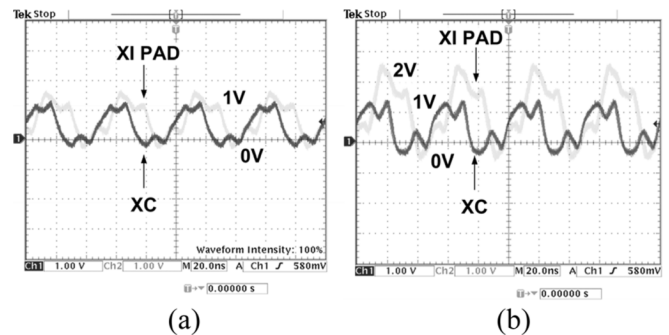 Tek Stop
XI PAD
1V
0V
XC
1
Waveform Intensity: 100%
Ch1 1.00 V Ch2 1.00 V M 20.0ns A Ch1 580mV
0.00000 s
(a)
Tek Stop
XI PAD
2V
1V
0V
XC
1
Ch1 1.00 V Ch2 1.00 V M 20.0ns A Ch1 580mV
0.00000 s
(b)